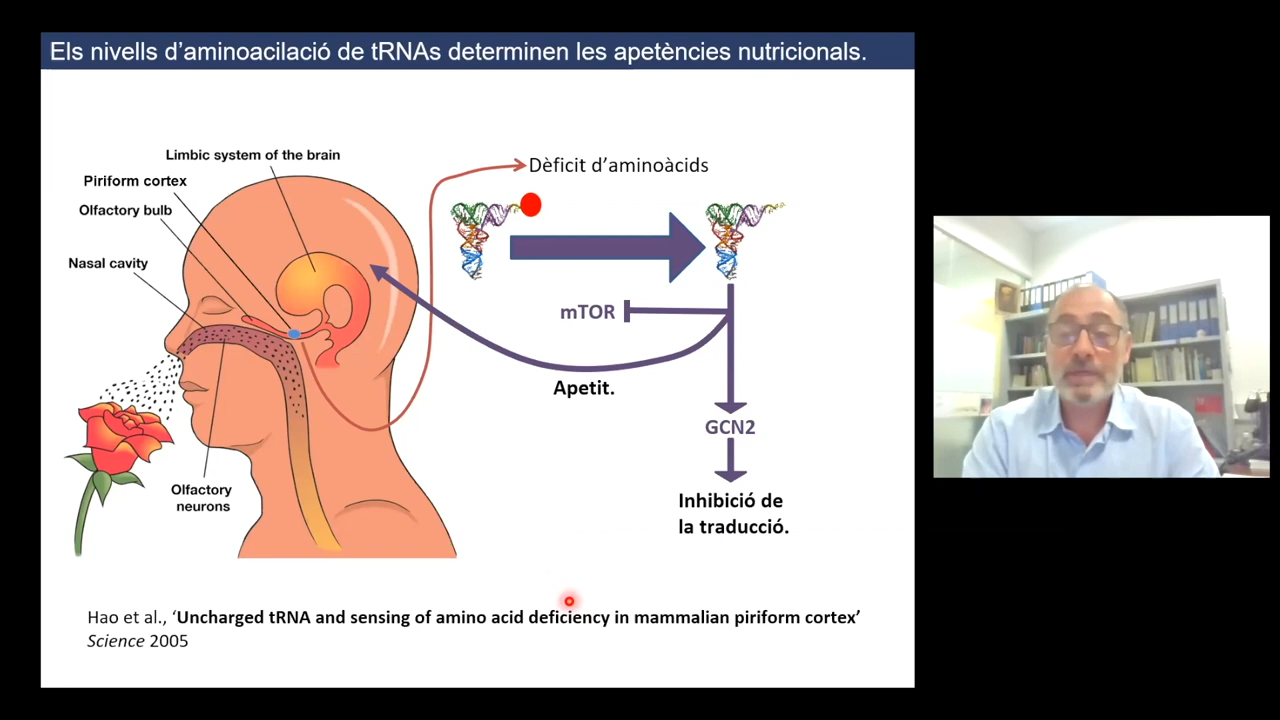 Els nivells d’aminoacilació de tRNAs determinen les apetències nutricionals.
Limbic system of the brain
Piriform cortex
Olfactory bulb
Nasal cavity
Olfactory
neurons
Dèficit d’aminoàcids
mTOR
Apetit.
GCN2
Inhibició de
la traducció.
Hao et al., ‘Uncharged tRNA and sensing of amino acid deficiency in mammalian piriform cortex’
Science 2005